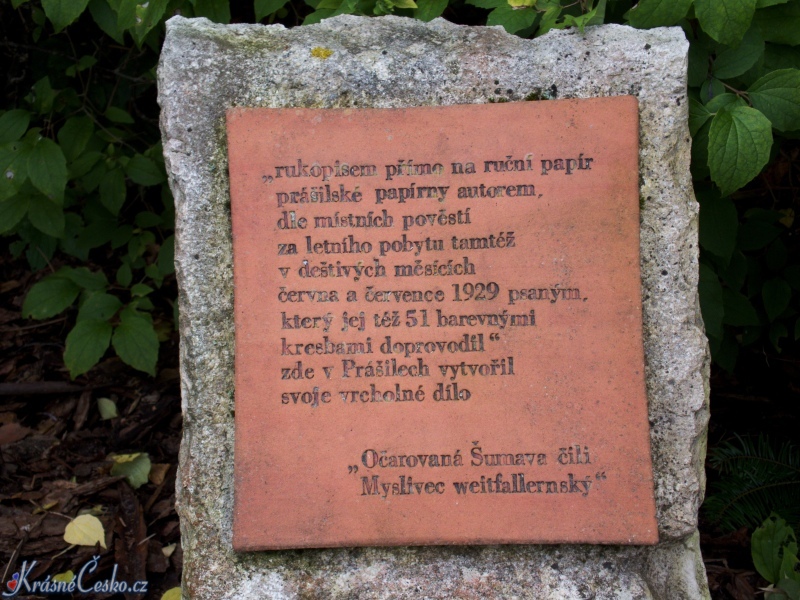 „rukopisem přímo na ruční papír
prášilské papírny autorem,
dle místních pověstí
za letního pobytu tamtéž
v deštivých měsících
června a července 1929 psaným,
který jej též 51 barevnými
kresbami doprovodil“
zde v Prášilech vytvořil
svoje vrcholné dílo
„Očarovaná Šumava čili
Myslivec weitfallernský“
KrásnéČesko.cz